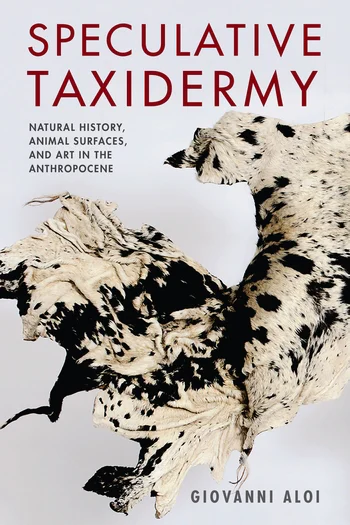 SPECULATIVE
TAXIDERMY
NATURAL HISTORY,
ANIMAL SURFACES,
AND ART IN THE
ANTHROPOCENE
GIOVANNI ALOI